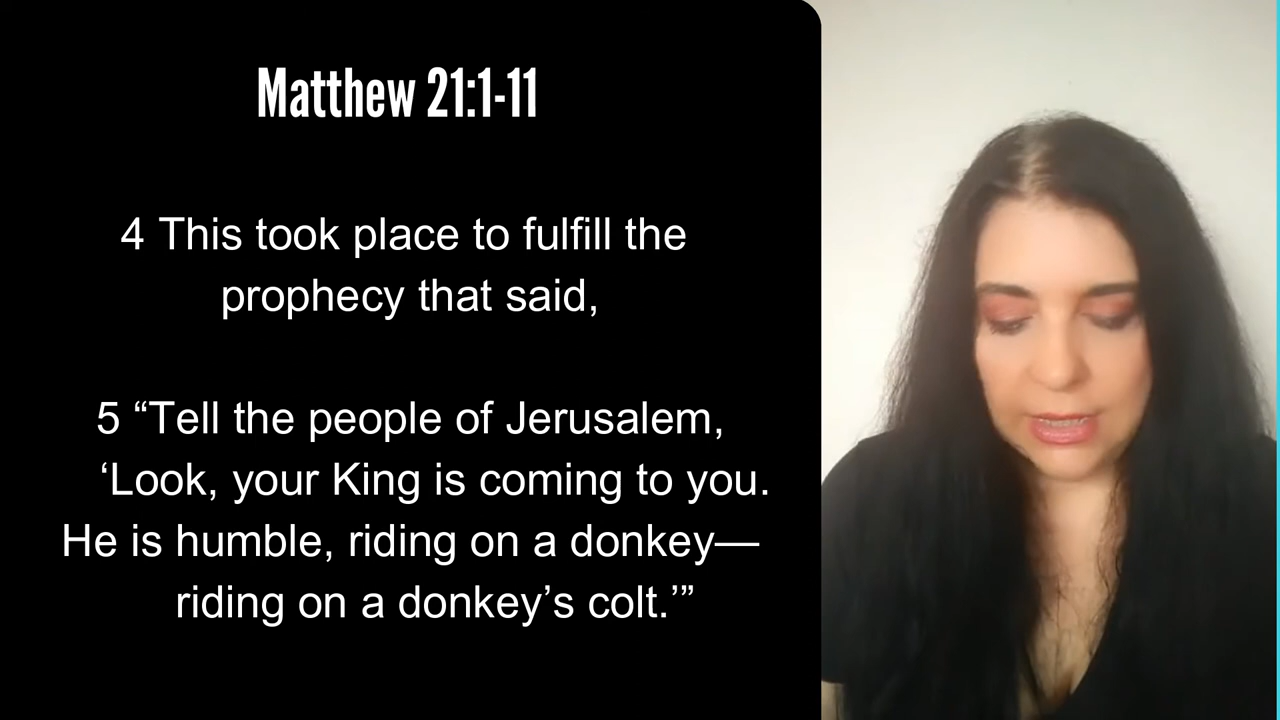 Matthew 21:1-11
4 This took place to fulfill the
prophecy that said,
5 “Tell the people of Jerusalem,
‘Look, your King is coming to you.
He is humble, riding on a donkey—
riding on a donkey’s colt.’”